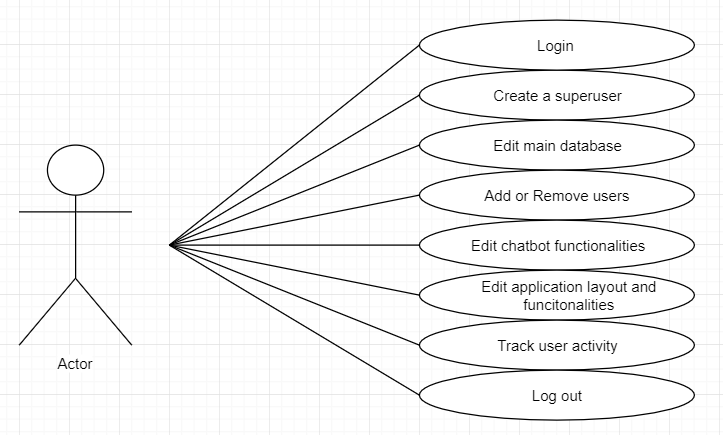 Login
Create a superuser
Edit main database
Add or Remove users
Edit chatbot functionalities
Edit application layout and
funcitonalities
Track user activity
Actor
Log out